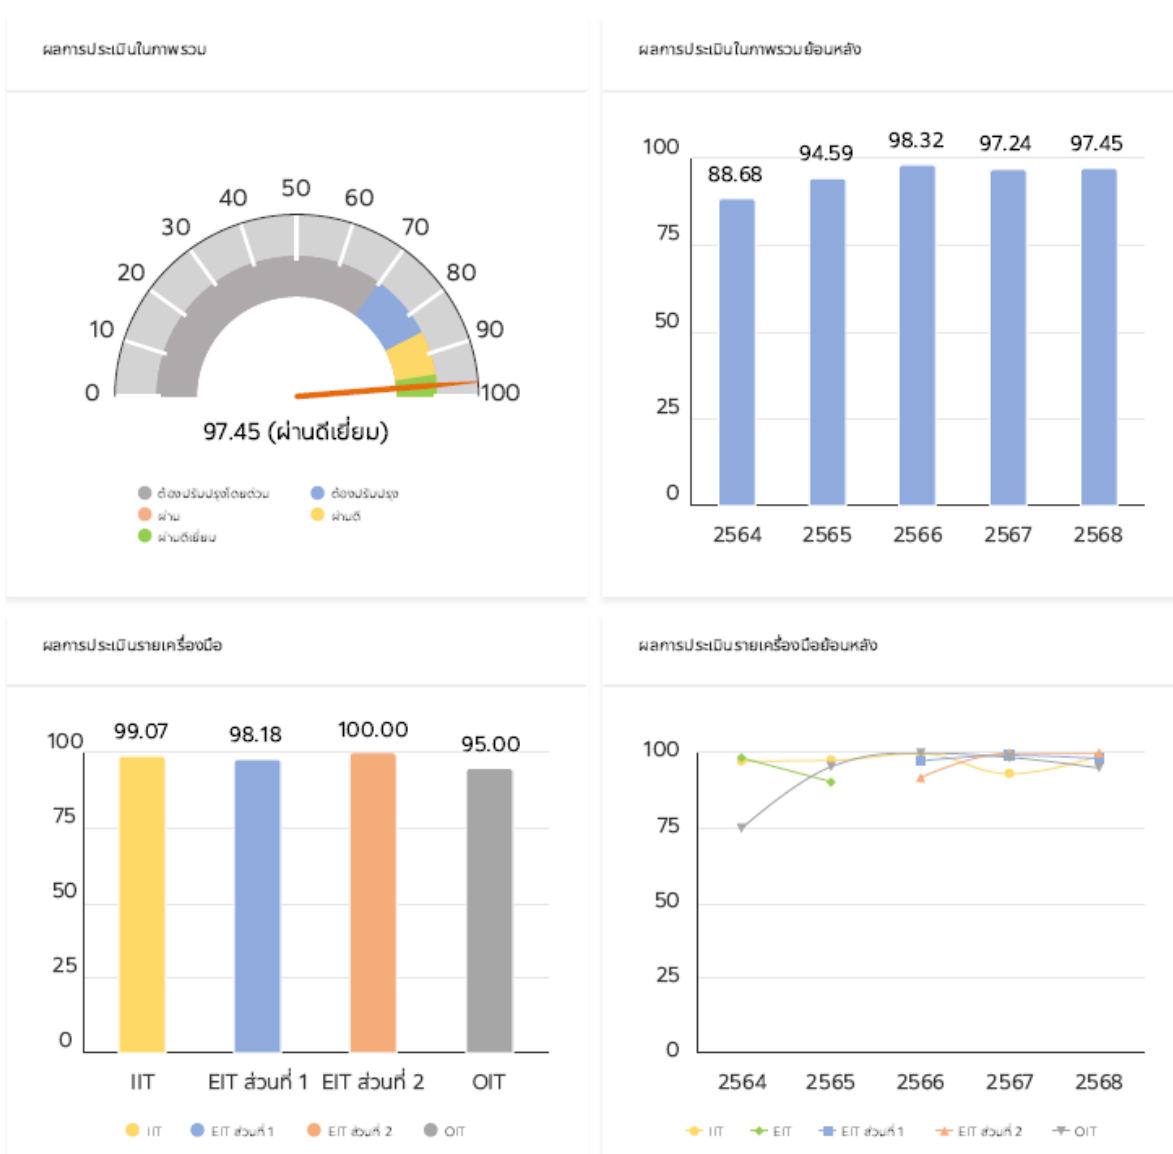 ผลการประเมินในภาพรวม
0
10
20
30
40
50
60
70
80
90
100
97.45 (ผ่านดีเยี่ยม)
ต้องปรับปรุงโดยด่วน ต้องปรับปรุง
ผ่าน ผ่านดี
ผ่านดีเยี่ยม
ผลการประเมินในภาพรวมย้อนหลัง
100
75
50
25
0
88.68 94.59 98.32 97.24 97.45
2564 2565 2566 2567 2568
ผลการประเมินรายเครื่องมือ
100
75
50
25
0
99.07 98.18 100.00 95.00
IIT EIT ส่วนที่ 1 EIT ส่วนที่ 2 OIT
IIT EIT ส่วนที่ 1 EIT ส่วนที่ 2 OIT
ผลการประเมินรายเครื่องมือย้อนหลัง
100
75
50
25
0
2564 2565 2566 2567 2568
IIT EIT EIT ส่วนที่ 1 EIT ส่วนที่ 2 OIT